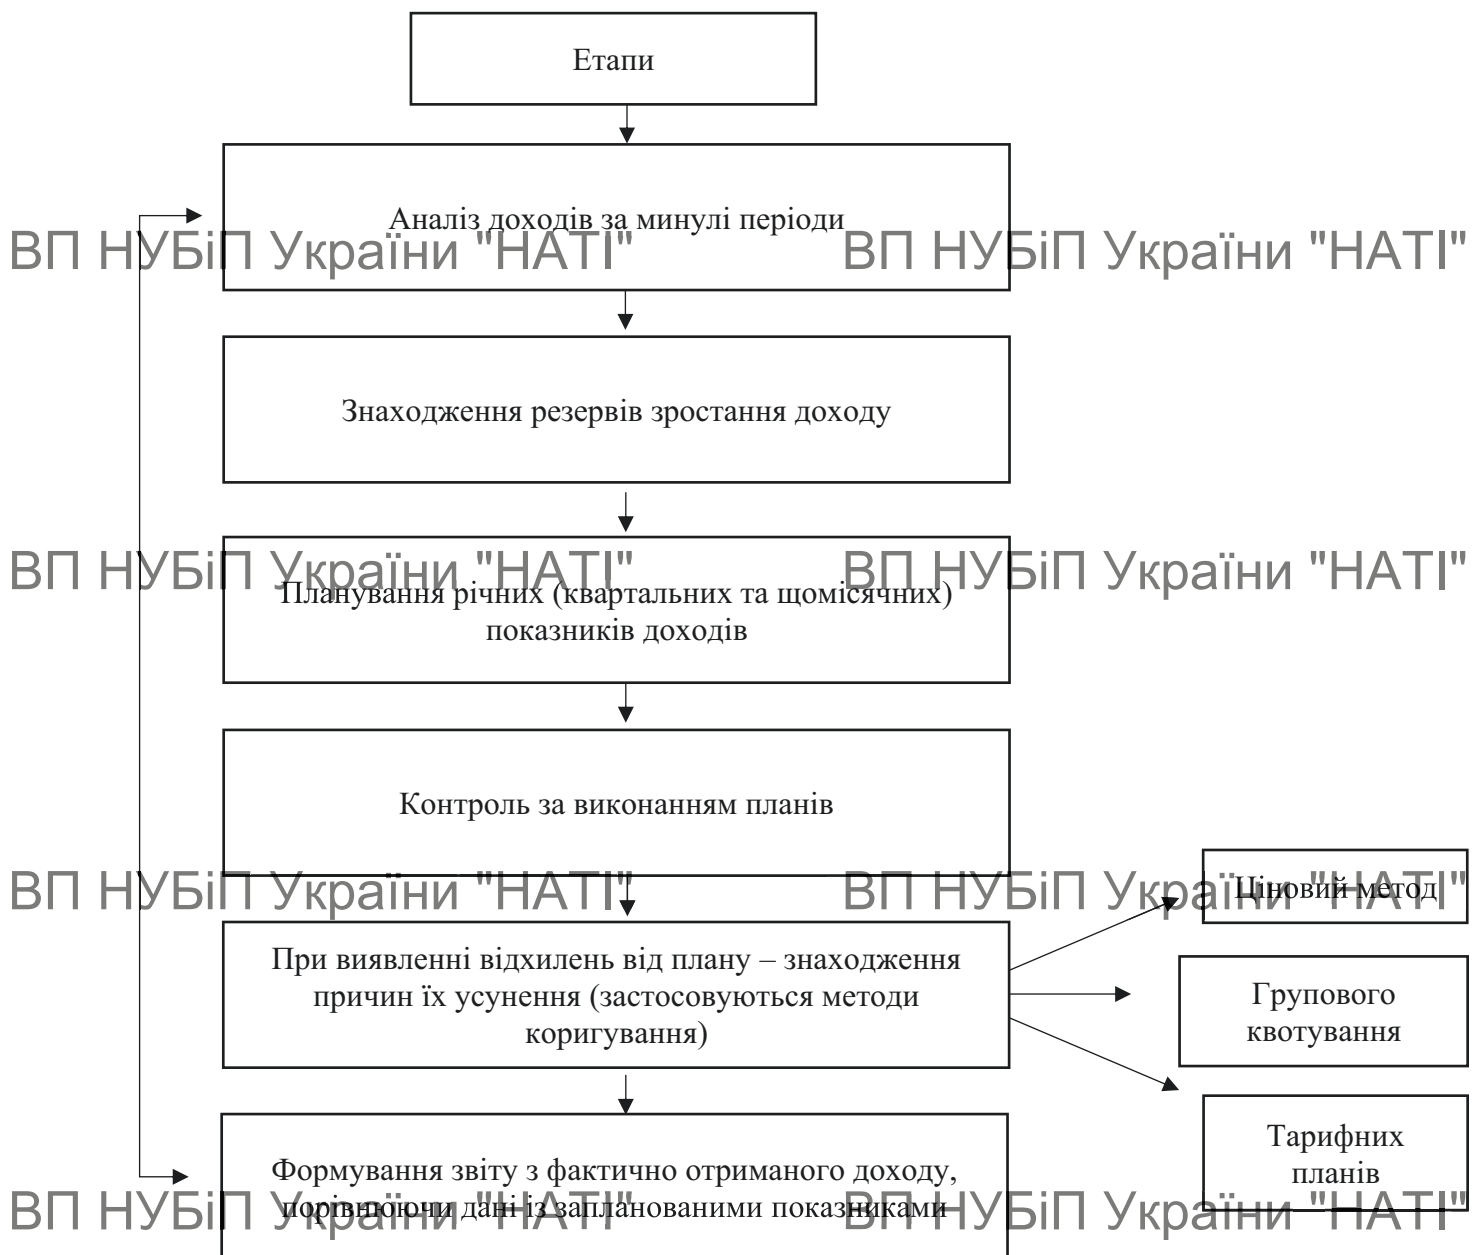 Етапи
Аналіз доходів за минулі періоди
ВП НУБіП України "НАТІ" ВП НУБіП України "НАТІ"
Знаходження резервів зростання доходу
ВП НУБіП України "НАТІ" ВП НУБіП України "НАТІ"
Планування річних (квартальних та щомісячних)
показників доходів
Контроль за виконанням планів
ВП НУБіП України "НАТІ" ВП НУБіП України "НАТІ"
Ціновий метод
При виявленні відхилень від плану – знаходження
причин їх усунення (застосовуються методи
коригування)
Групового
квотування
Тарифних
планів
Формування звіту з фактично отриманого доходу,
порівнюючи дані із запланованими показниками
ВП НУБіП України "НАТІ" ВП НУБіП України "НАТІ"